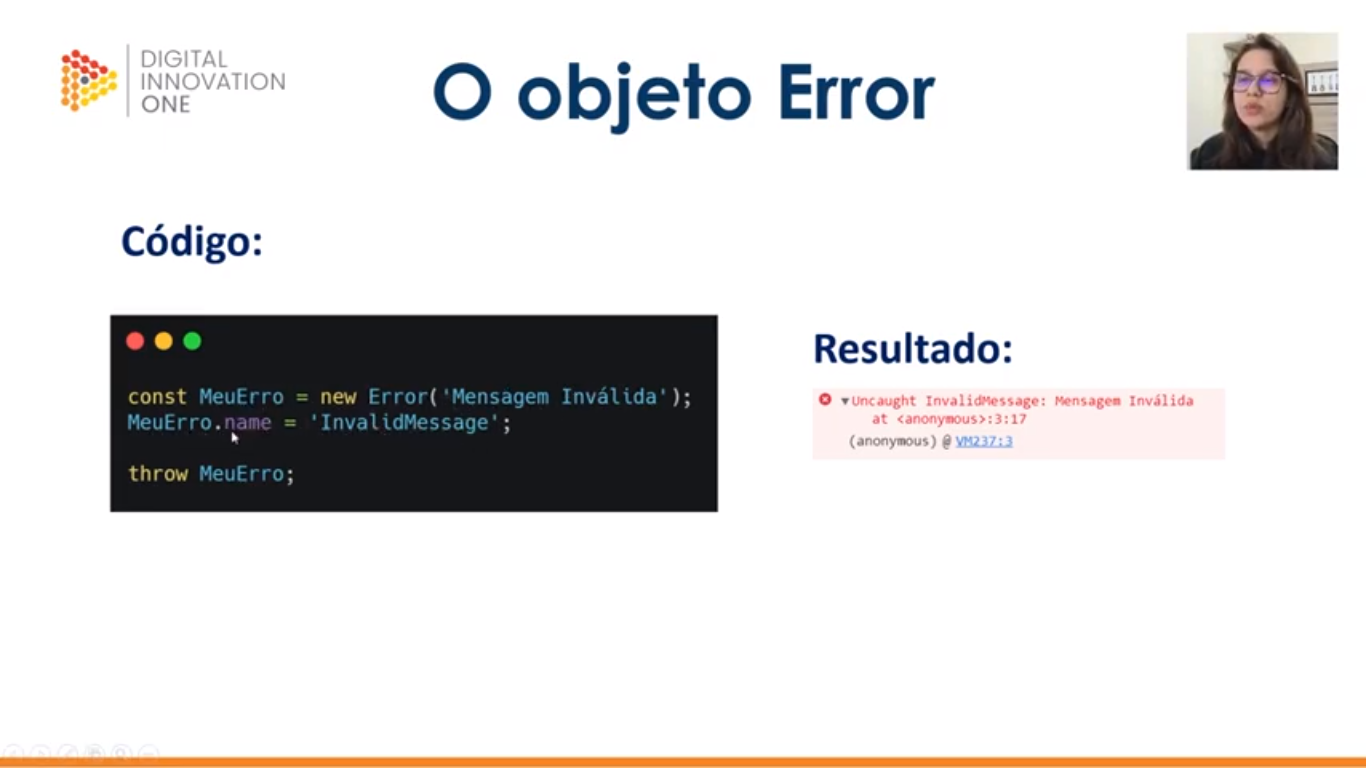 DIGITAL
INNOVATION
ONE
O objeto Error
Código:
const MeuErro = new Error('Mensagem Inválida');
MeuErro.name = 'InvalidMessage';
throw MeuErro;
Resultado:
Uncaught InvalidMessage: Mensagem Inválida
at <anonymous>:3:17
(anonymous) @ VM237:3